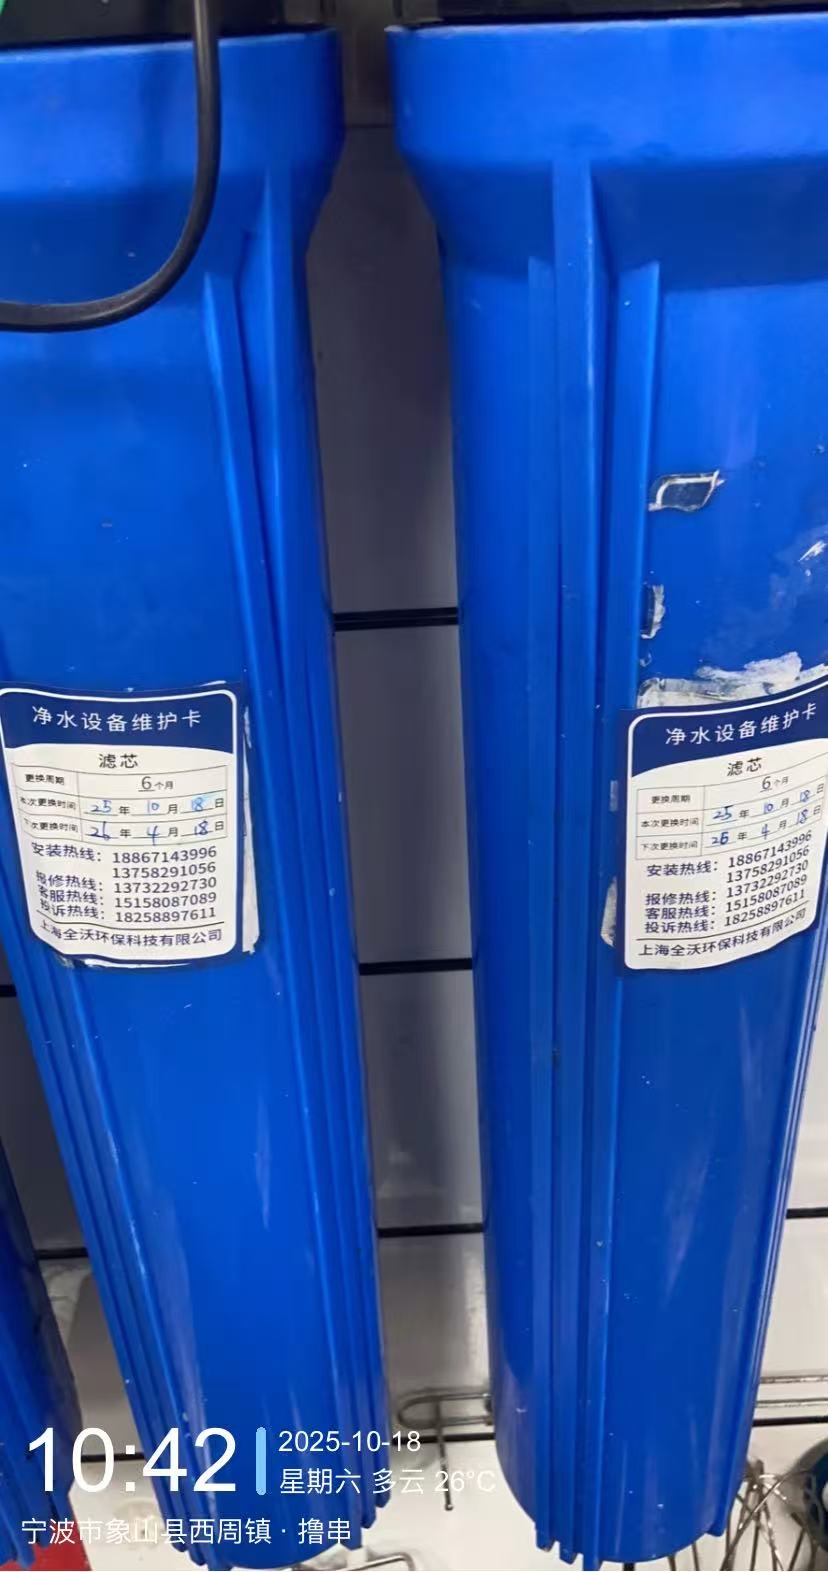 净水设备维护卡
滤芯
更换周期 6个月
本次更换时间 25年10月18日
下次更换时间 26年4月18日
安装热线：18867143996
13758291056
报修热线：13732292730
客服热线：15158087089
投诉热线：18258897611
上海全沃环保科技有限公司
净水设备维护卡
滤芯
更换周期 6个月
本次更换时间 25年10月18日
下次更换时间 26年4月18日
安装热线：18867143996
13758291056
报修热线：13732292730
客服热线：15158087089
投诉热线：18258897611
上海全沃环保科技有限公司
10:42
2025-10-18
星期六 多云 26°C
宁波市象山县西周镇·撸串